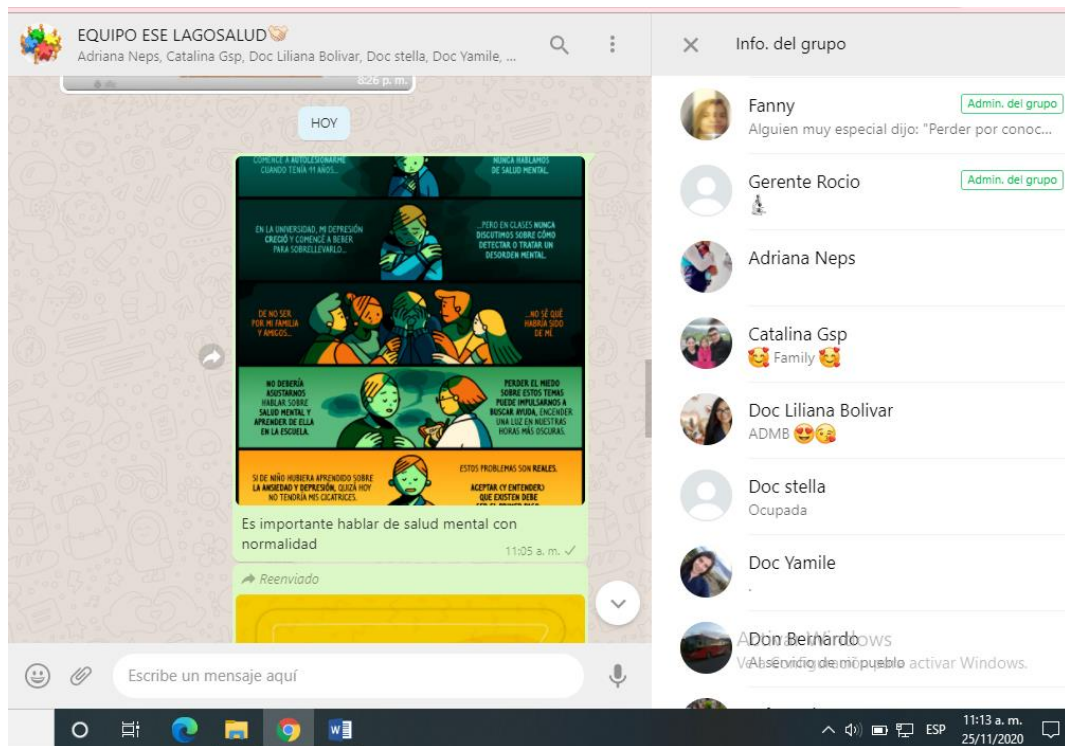 EQUIPO ESE LAGOSALUD
Adriana Neps, Catalina Gsp, Doc Liliana Bolivar, Doc stella, Doc Yamile, ...
8:26 p. m.
HOY
COMENCÉ A AUTOLESIONARME
CUANDO TENÍA 11 AÑOS...
NUNCA HABLAMOS
DE SALUD MENTAL.
EN LA UNIVERSIDAD, MI DEPRESIÓN
CRECIÓ Y COMENCÉ A BEBER
PARA SOBRELLEVARLO...
...PERO EN CLASES NUNCA
DISCUTIMOS SOBRE CÓMO
DETECTAR O TRATAR UN
DESORDEN MENTAL.
DE NO SER
POR MI FAMILIA
Y AMIGOS...
...NO SÉ QUÉ
HABRÍA SIDO
DE MÍ.
NO DEBERÍA
ASUSTARNOS
HABLAR SOBRE
SALUD MENTAL Y
APRENDER DE ELLA
EN LA ESCUELA.
PERDER EL MIEDO
SOBRE ESTOS TEMAS
PUEDE IMPULSARNOS A
BUSCAR AYUDA, ENCENDER
UNA LUZ EN NUESTRAS
HORAS MÁS OSCURAS.
SI DE NIÑO HUBIERA APRENDIDO SOBRE
LA ANSIEDAD Y DEPRESIÓN, QUIZÁ HOY
NO TENDRÍA MIS CICATRICES.
ESTOS PROBLEMAS SON REALES.
ACEPTAR (Y ENTENDER)
QUE EXISTEN DEBE
SER EL PRIMER PASO
Es importante hablar de salud mental con
normalidad
11:05 a. m.
Reenviado
Escribe un mensaje aquí
Info. del grupo
Fanny
Admin. del grupo
Alguien muy especial dijo: "Perder por conoc...
Gerente Rocio
Admin. del grupo
Adriana Neps
Catalina Gsp
Family
Doc Liliana Bolivar
ADMB
Doc stella
Ocupada
Doc Yamile
.
Don Bernardo
Al servicio de mi pueblo
Activar Windows
Ve a Configuración para activar Windows.
ESP
11:13 a. m.
25/11/2020